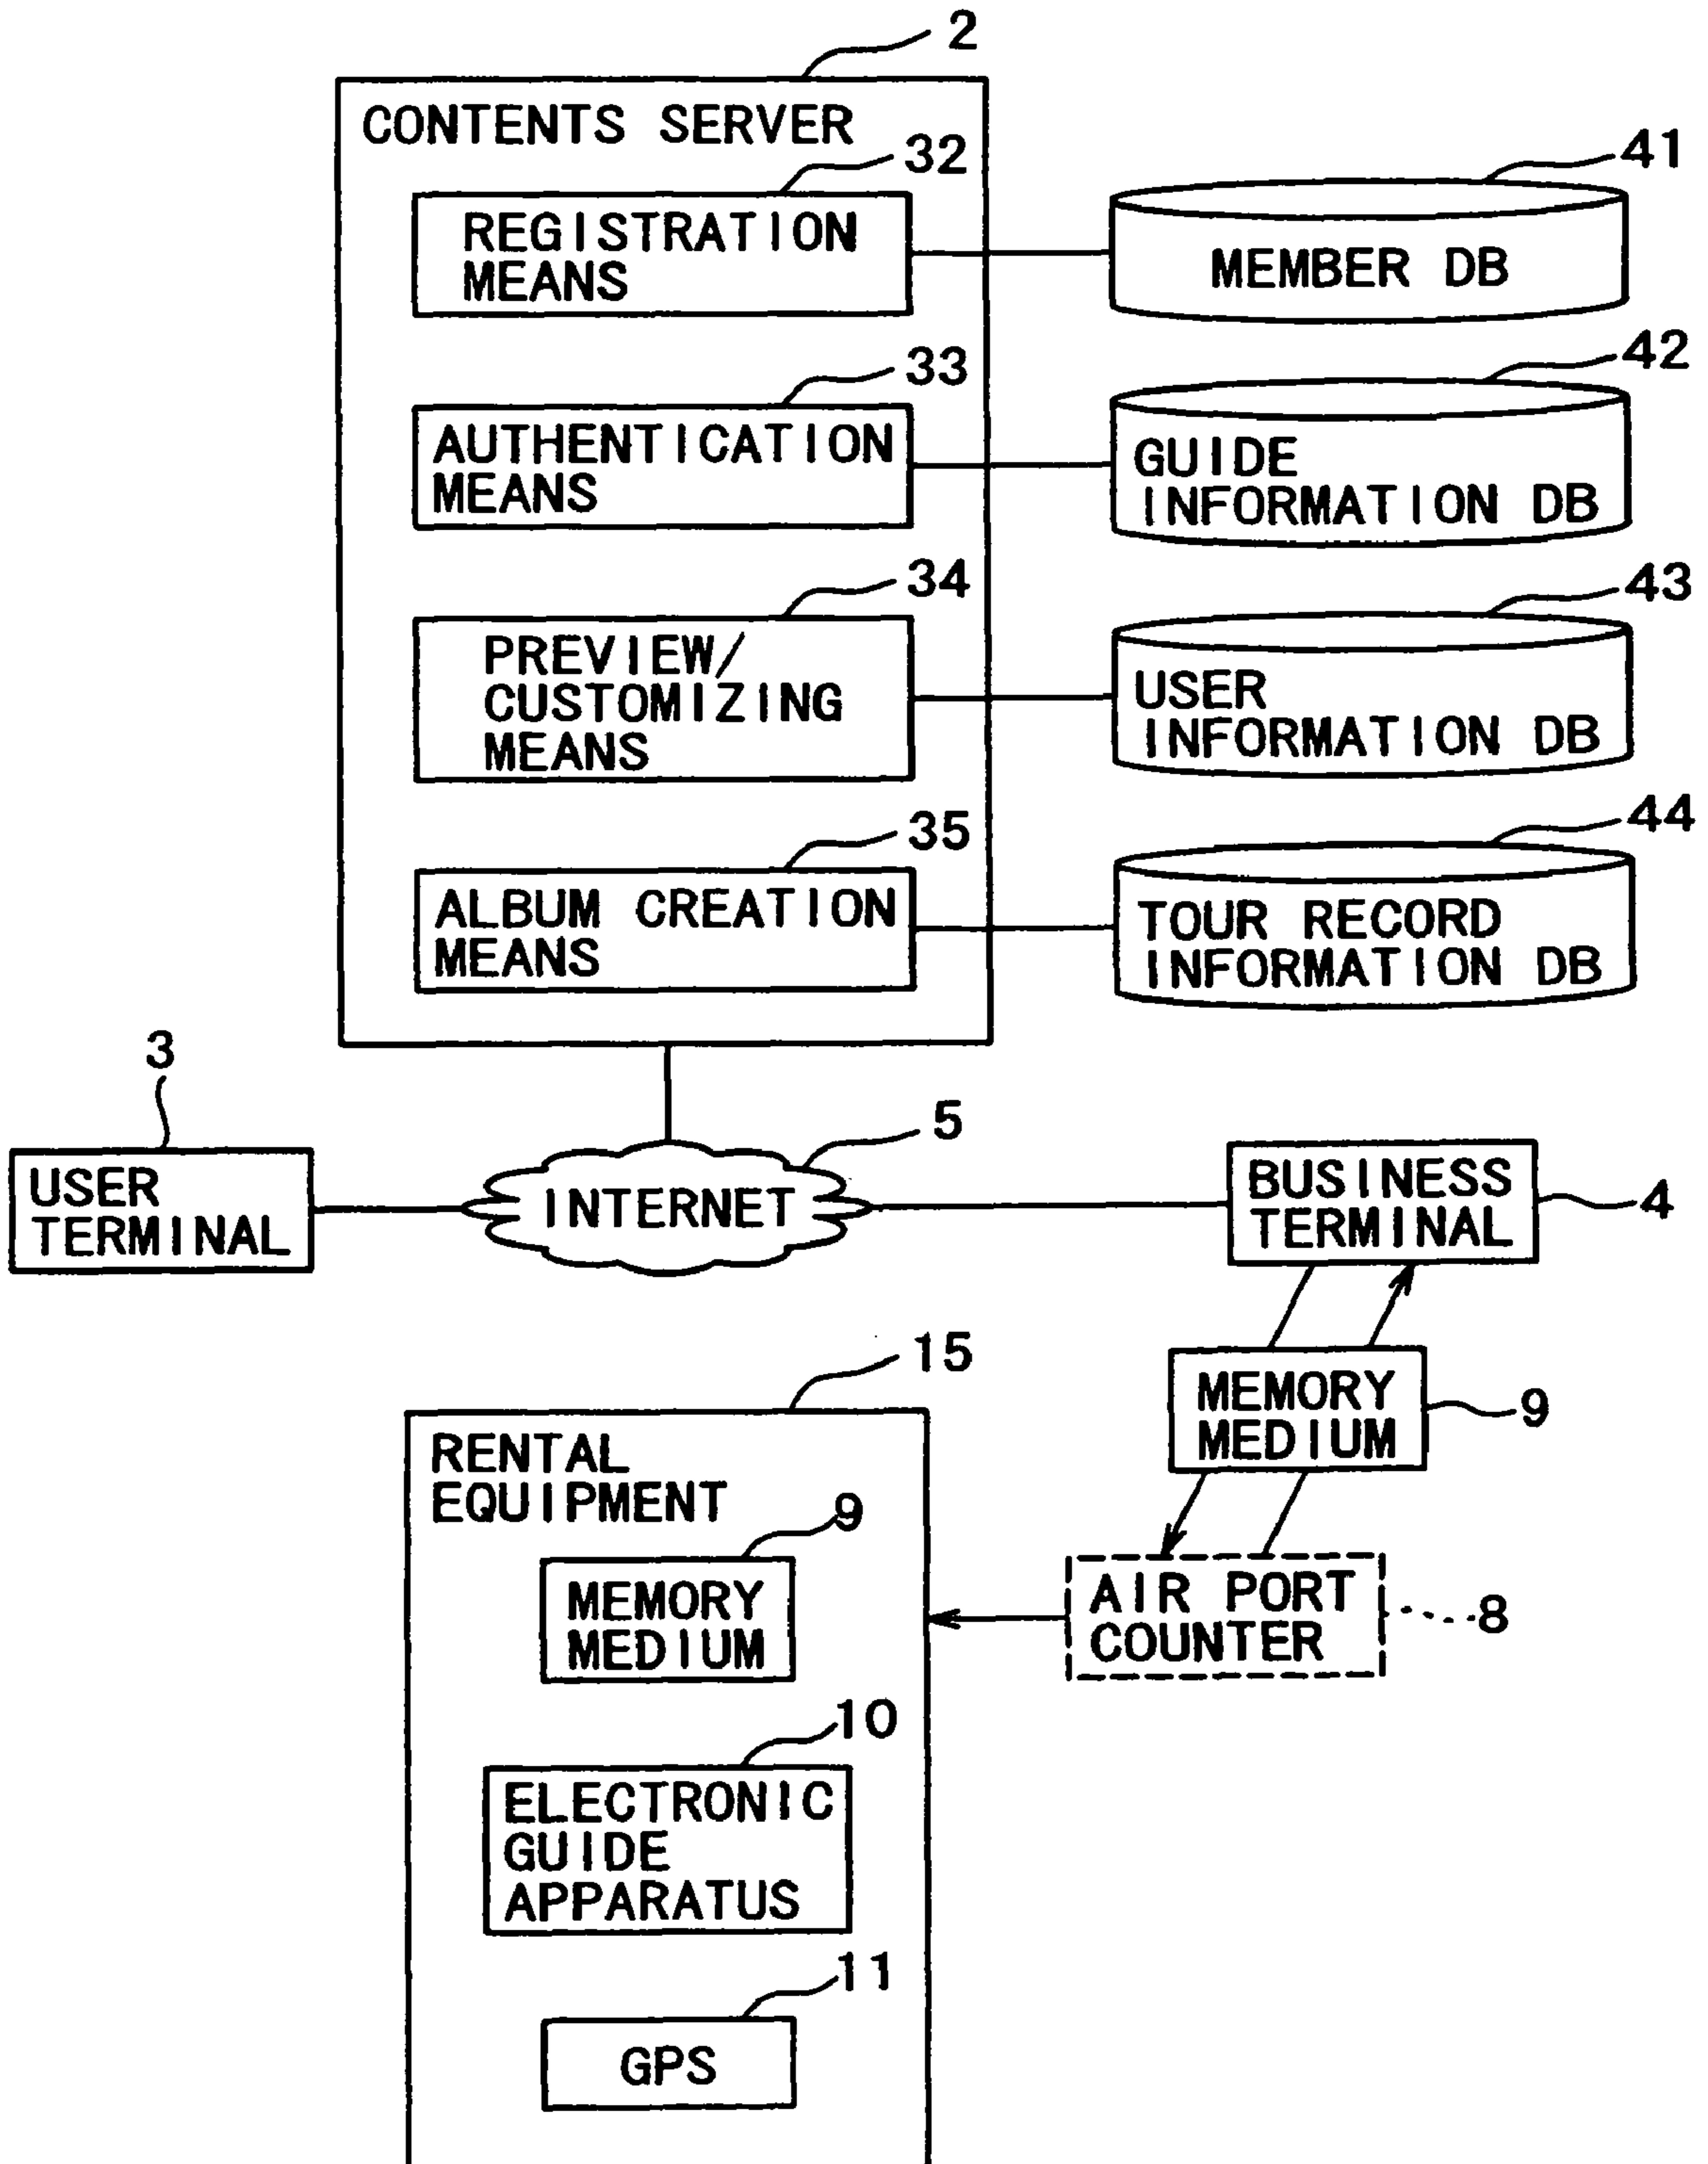 2
CONTENTS SERVER
32
41
REGISTRATION
MEANS
MEMBER DB
33
42
AUTHENTICATION
MEANS
GUIDE
INFORMATION DB
34
43
PREVIEW/
CUSTOMIZING
MEANS
USER
INFORMATION DB
35
44
ALBUM CREATION
MEANS
TOUR RECORD
INFORMATION DB
3
5
USER
TERMINAL
INTERNET
BUSINESS
TERMINAL
4
15
MEMORY
MEDIUM
9
RENTAL
EQUIPMENT
9
MEMORY
MEDIUM
AIR PORT
COUNTER
8
10
ELECTRONIC
GUIDE
APPARATUS
11
GPS